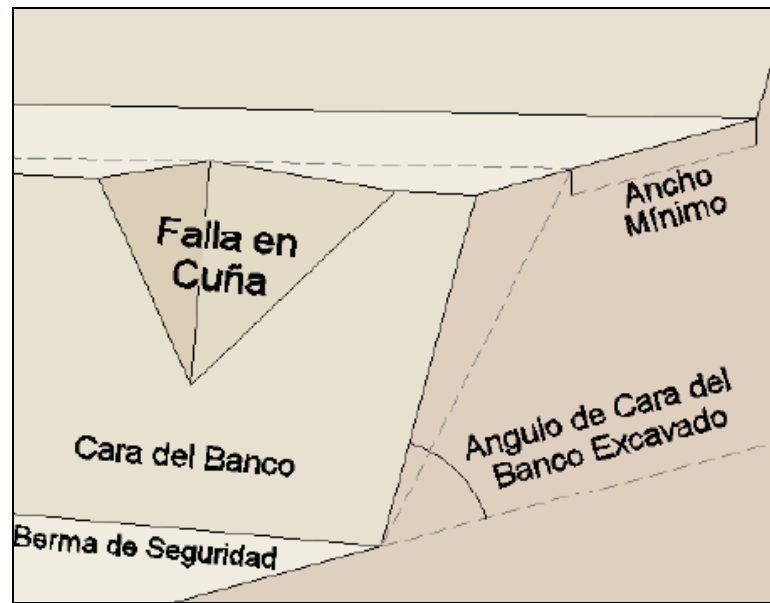 Ancho
Mínimo
Falla en
Cuña
Angulo de Cara del
Banco Excavado
Cara del Banco
Berma de Seguridad